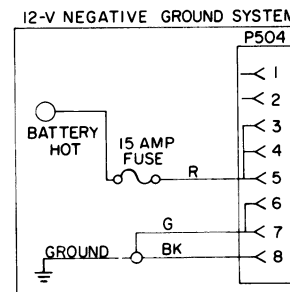 12-V NEGATIVE GROUND SYSTEM
P504
1
2
3
BATTERY
HOT
15 AMP
FUSE
4
R
5
6
G
7
GROUND
BK
8